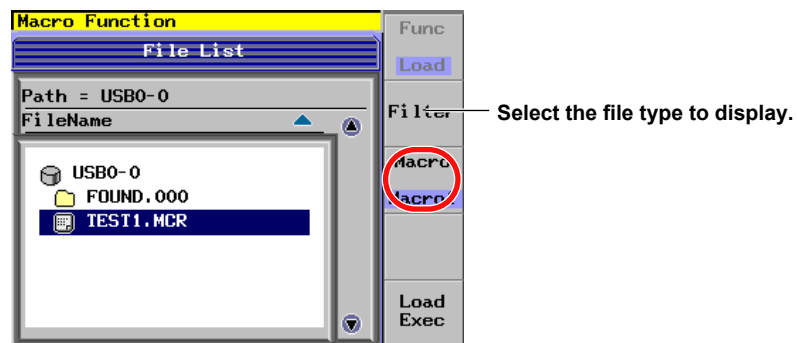 Macro Function
File List
Path = USB0-0
FileName
USB0-0
FOUND.000
TEST1.MCR
Func
Load
Filter
Macro
Load
Exec
Select the file type to display.